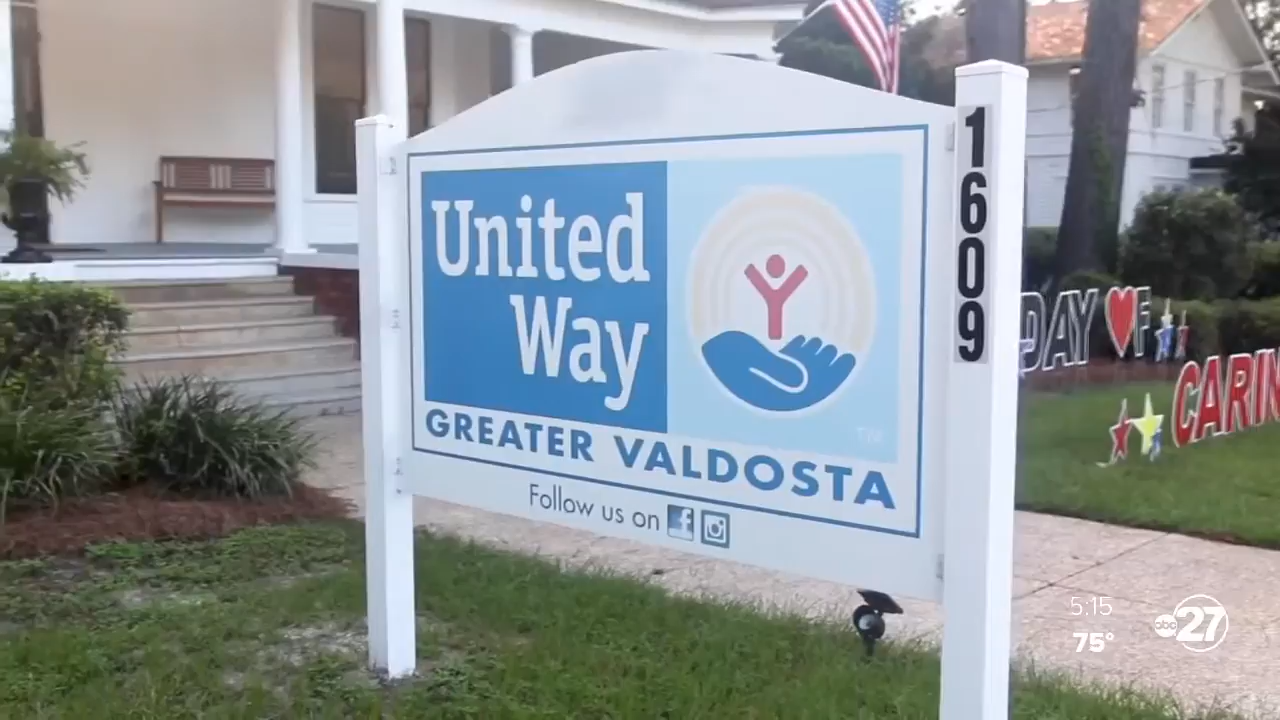 United
Way
TM
GREATER VALDOSTA
Follow us on
1609
DAY F
CARIN
5:15
75°
abc 27